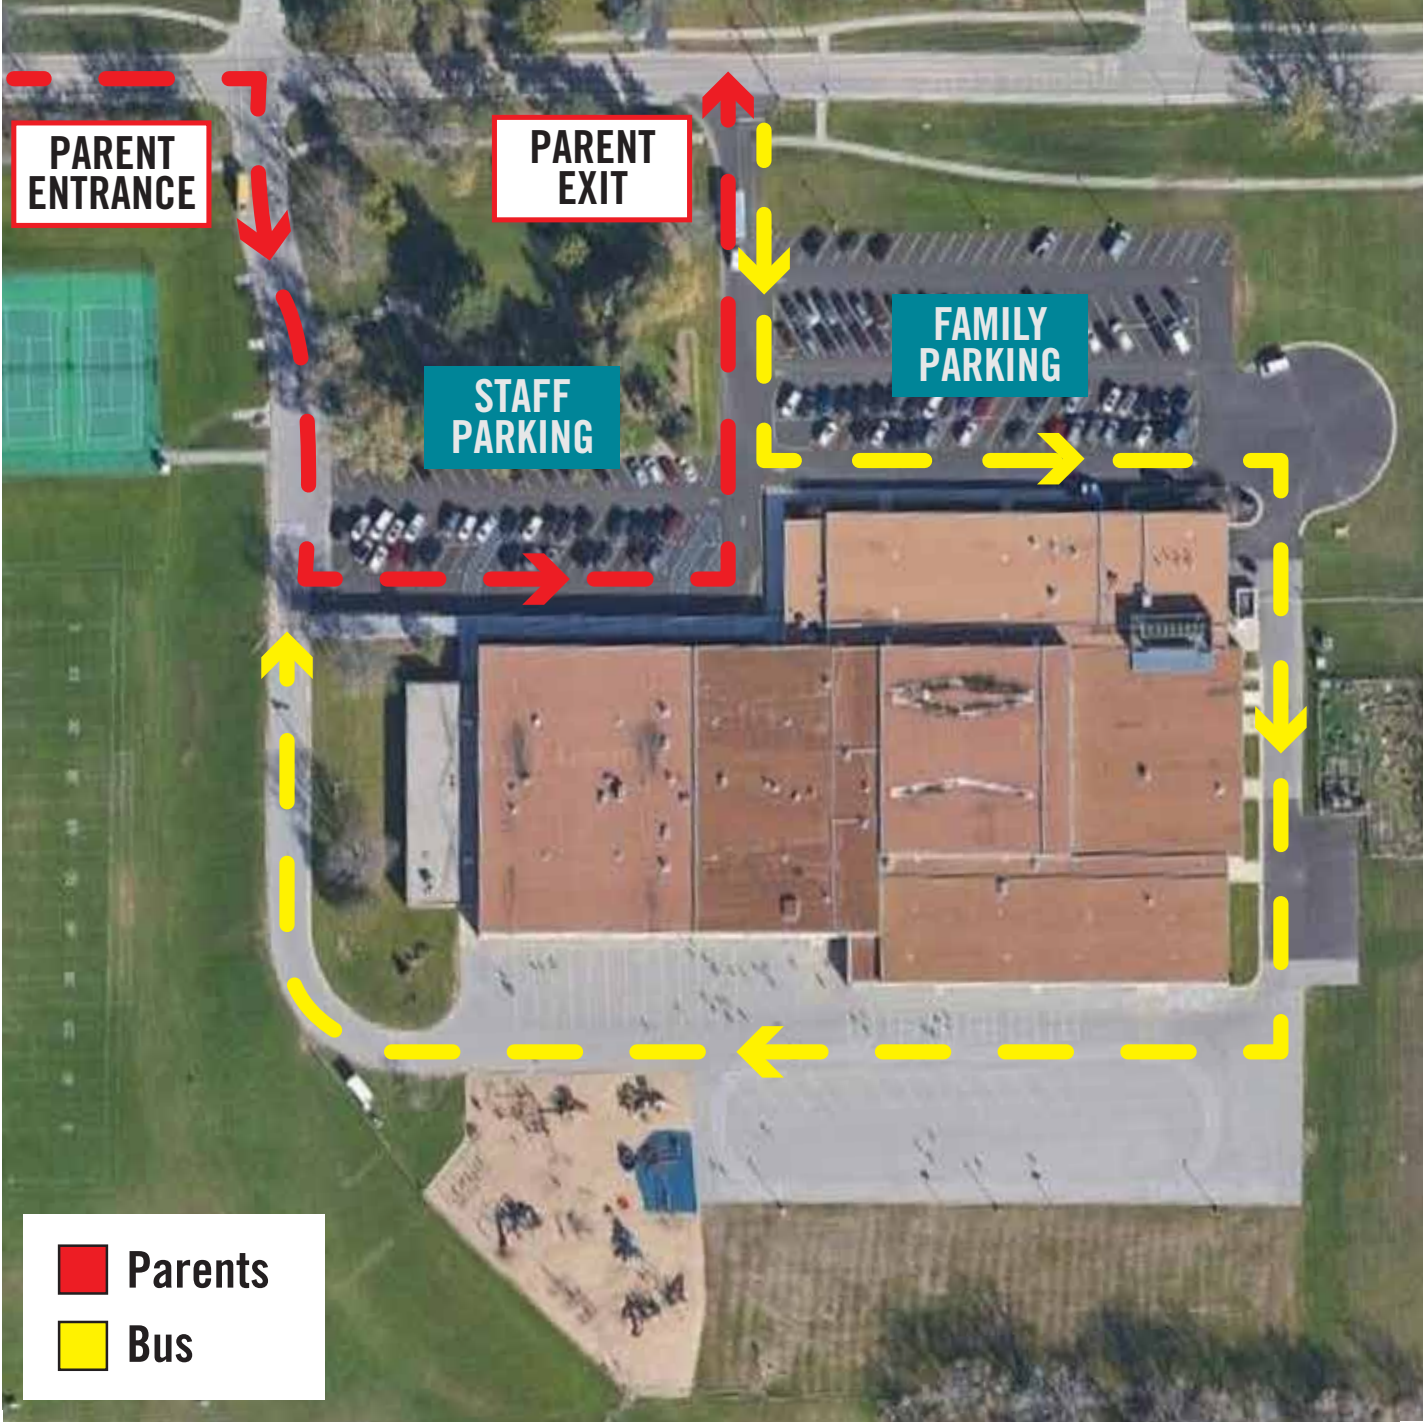 PARENT
ENTRANCE
PARENT
EXIT
FAMILY
PARKING
STAFF
PARKING
Parents
Bus